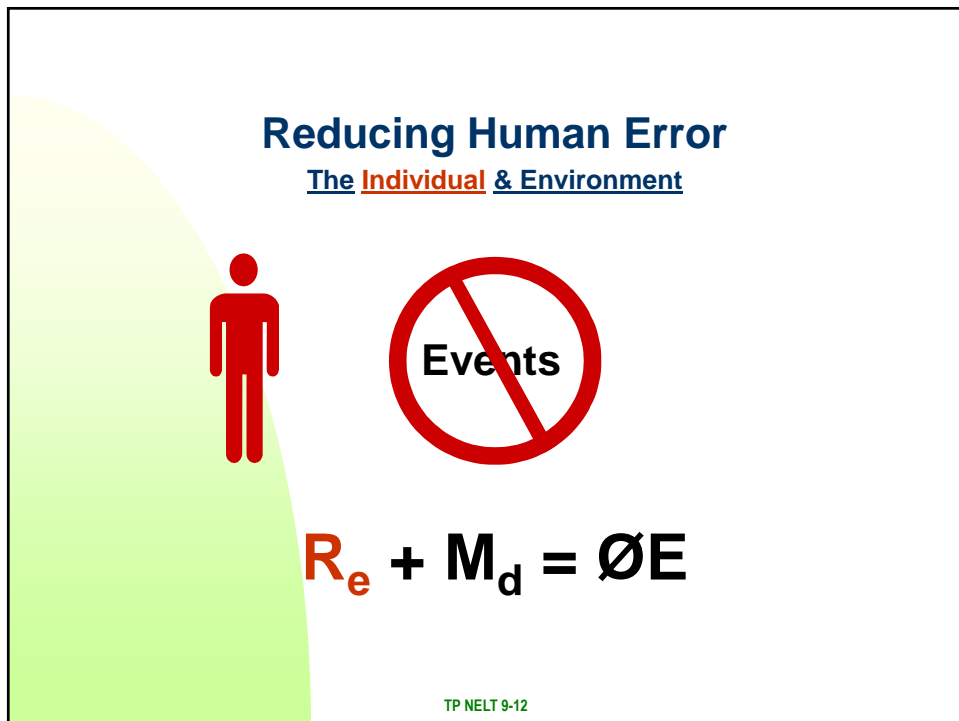 Reducing Human Error
The Individual & Environment
Events
Re + Md = ØE
TP NELT 9-12